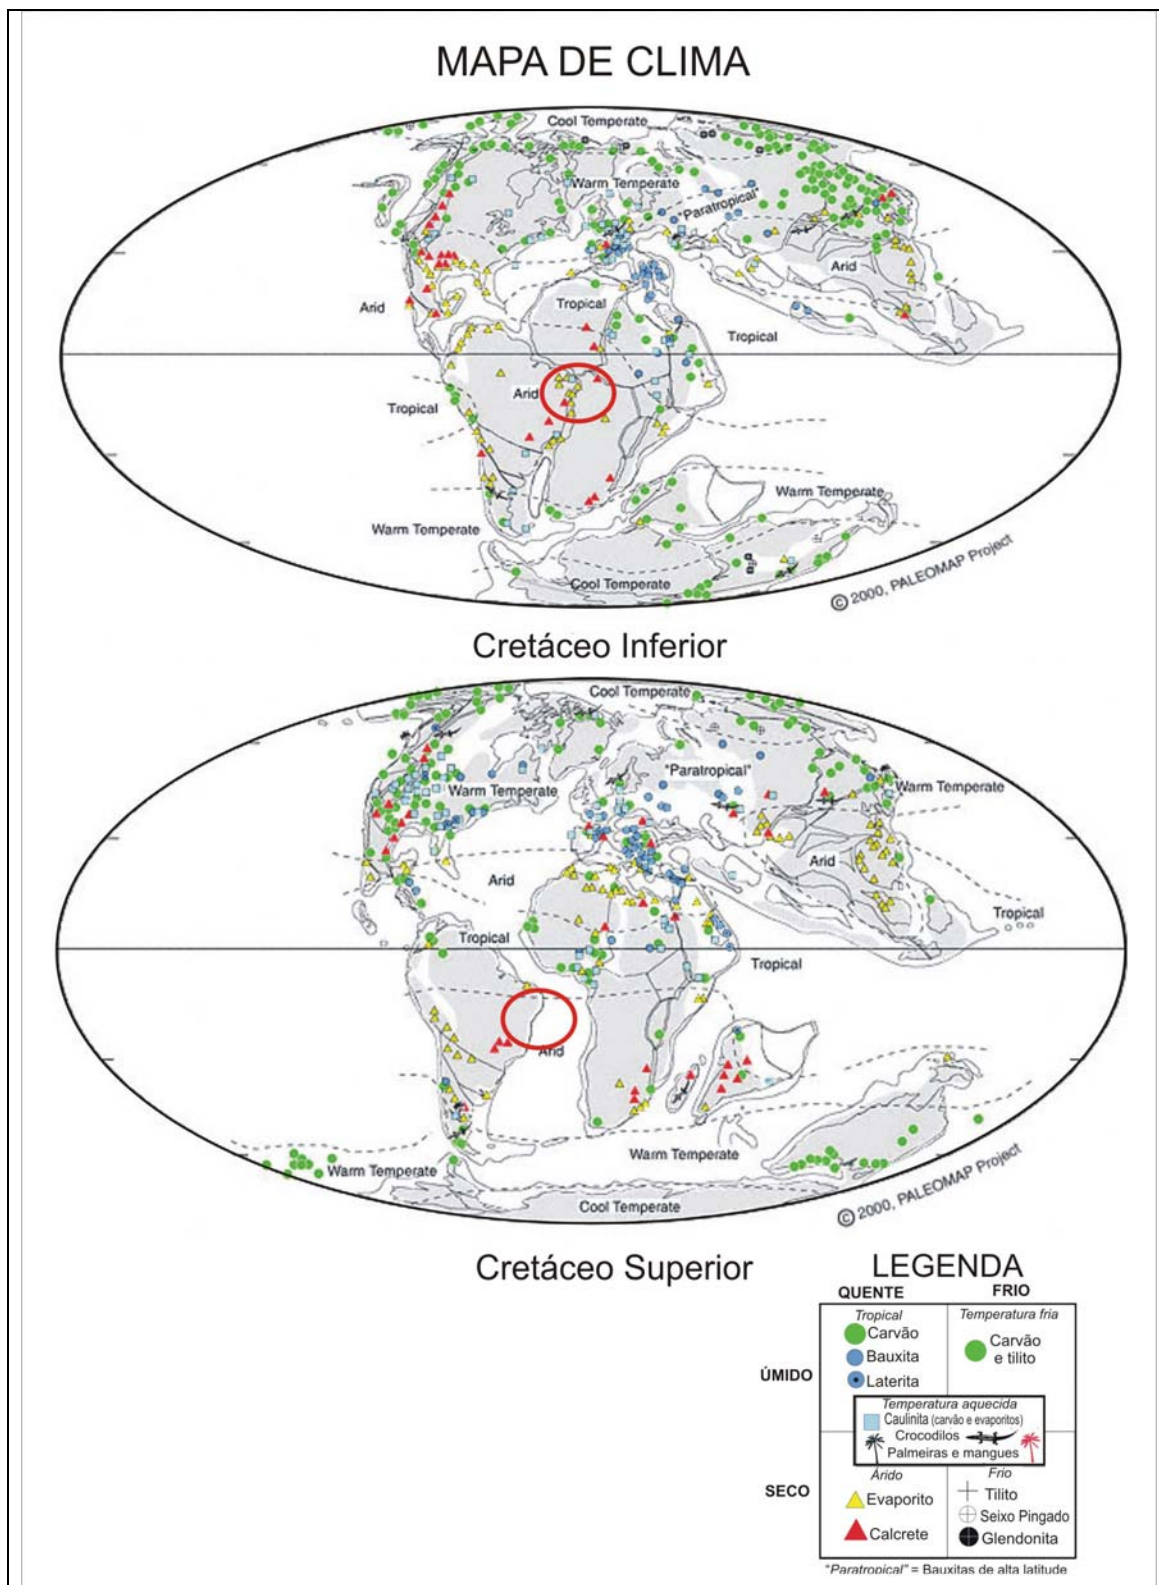 MAPA DE CLIMA
Cool Temperate
Warm Temperate
"Paratropical"
Arid
Tropical
Arid
Tropical
Arid
Tropical
Warm Temperate
Warm Temperate
Cool Temperate
© 2000, PALEOMAP Project
Cretáceo Inferior
Cool Temperate
"Paratropical"
Warm Temperate
Warm Temperate
Arid
Arid
Tropical
Tropical
Tropical
Arid
Warm Temperate
Warm Temperate
Cool Temperate
© 2000, PALEOMAP Project
Cretáceo Superior
LEGENDA
QUENTE FRIO
Tropical Temperatura fria
Carvão Carvão
e tilito
Bauxita
ÚMIDO
Laterita
Temperatura aquecida
Caulinita (carvão e evaporitos)
Crocodilos
Palmeiras e mangues
Árido Frio
SECO
Evaporito Tilito
Seixo Pingado
Calcrete Glendonita
"Paratropical" = Bauxitas de alta latitude